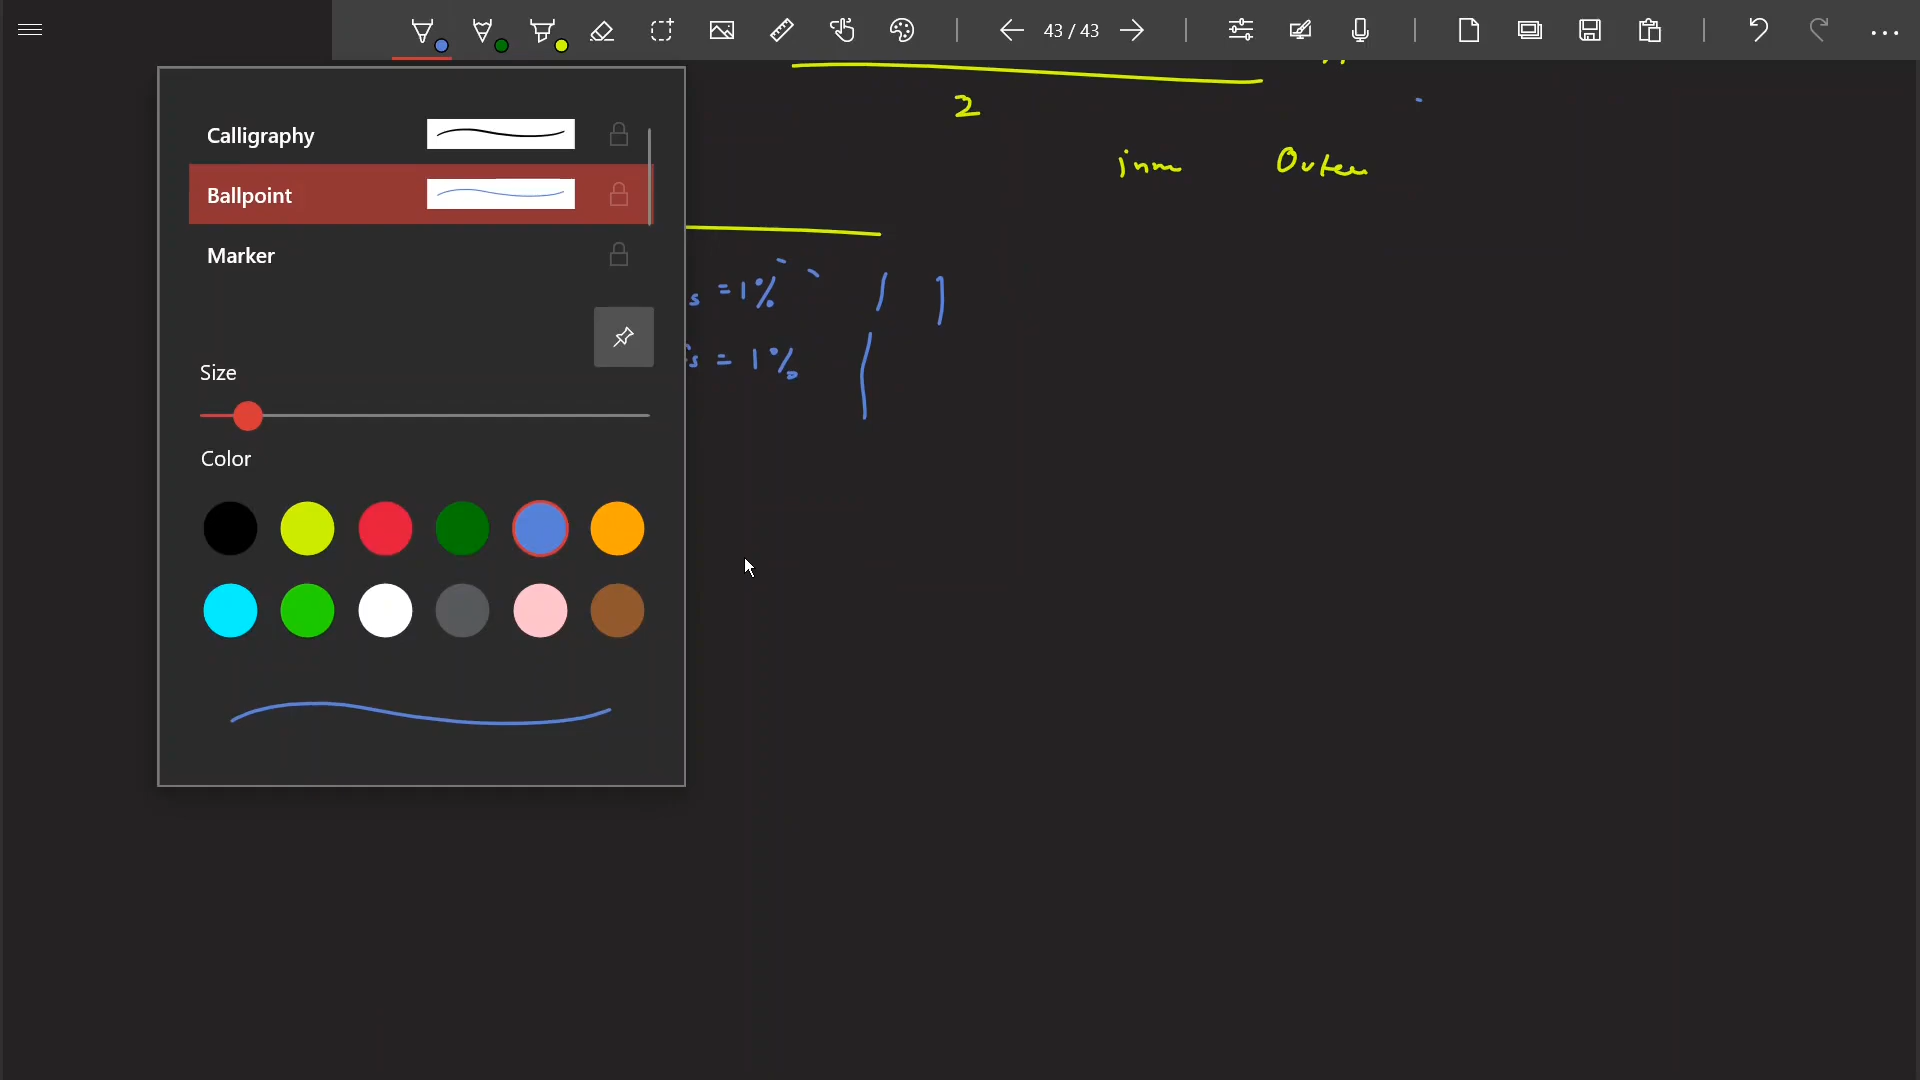 43 / 43
2
Outer
Calligraphy
Ballpoint
s = 1%
Marker
s = 1%
Size
Color